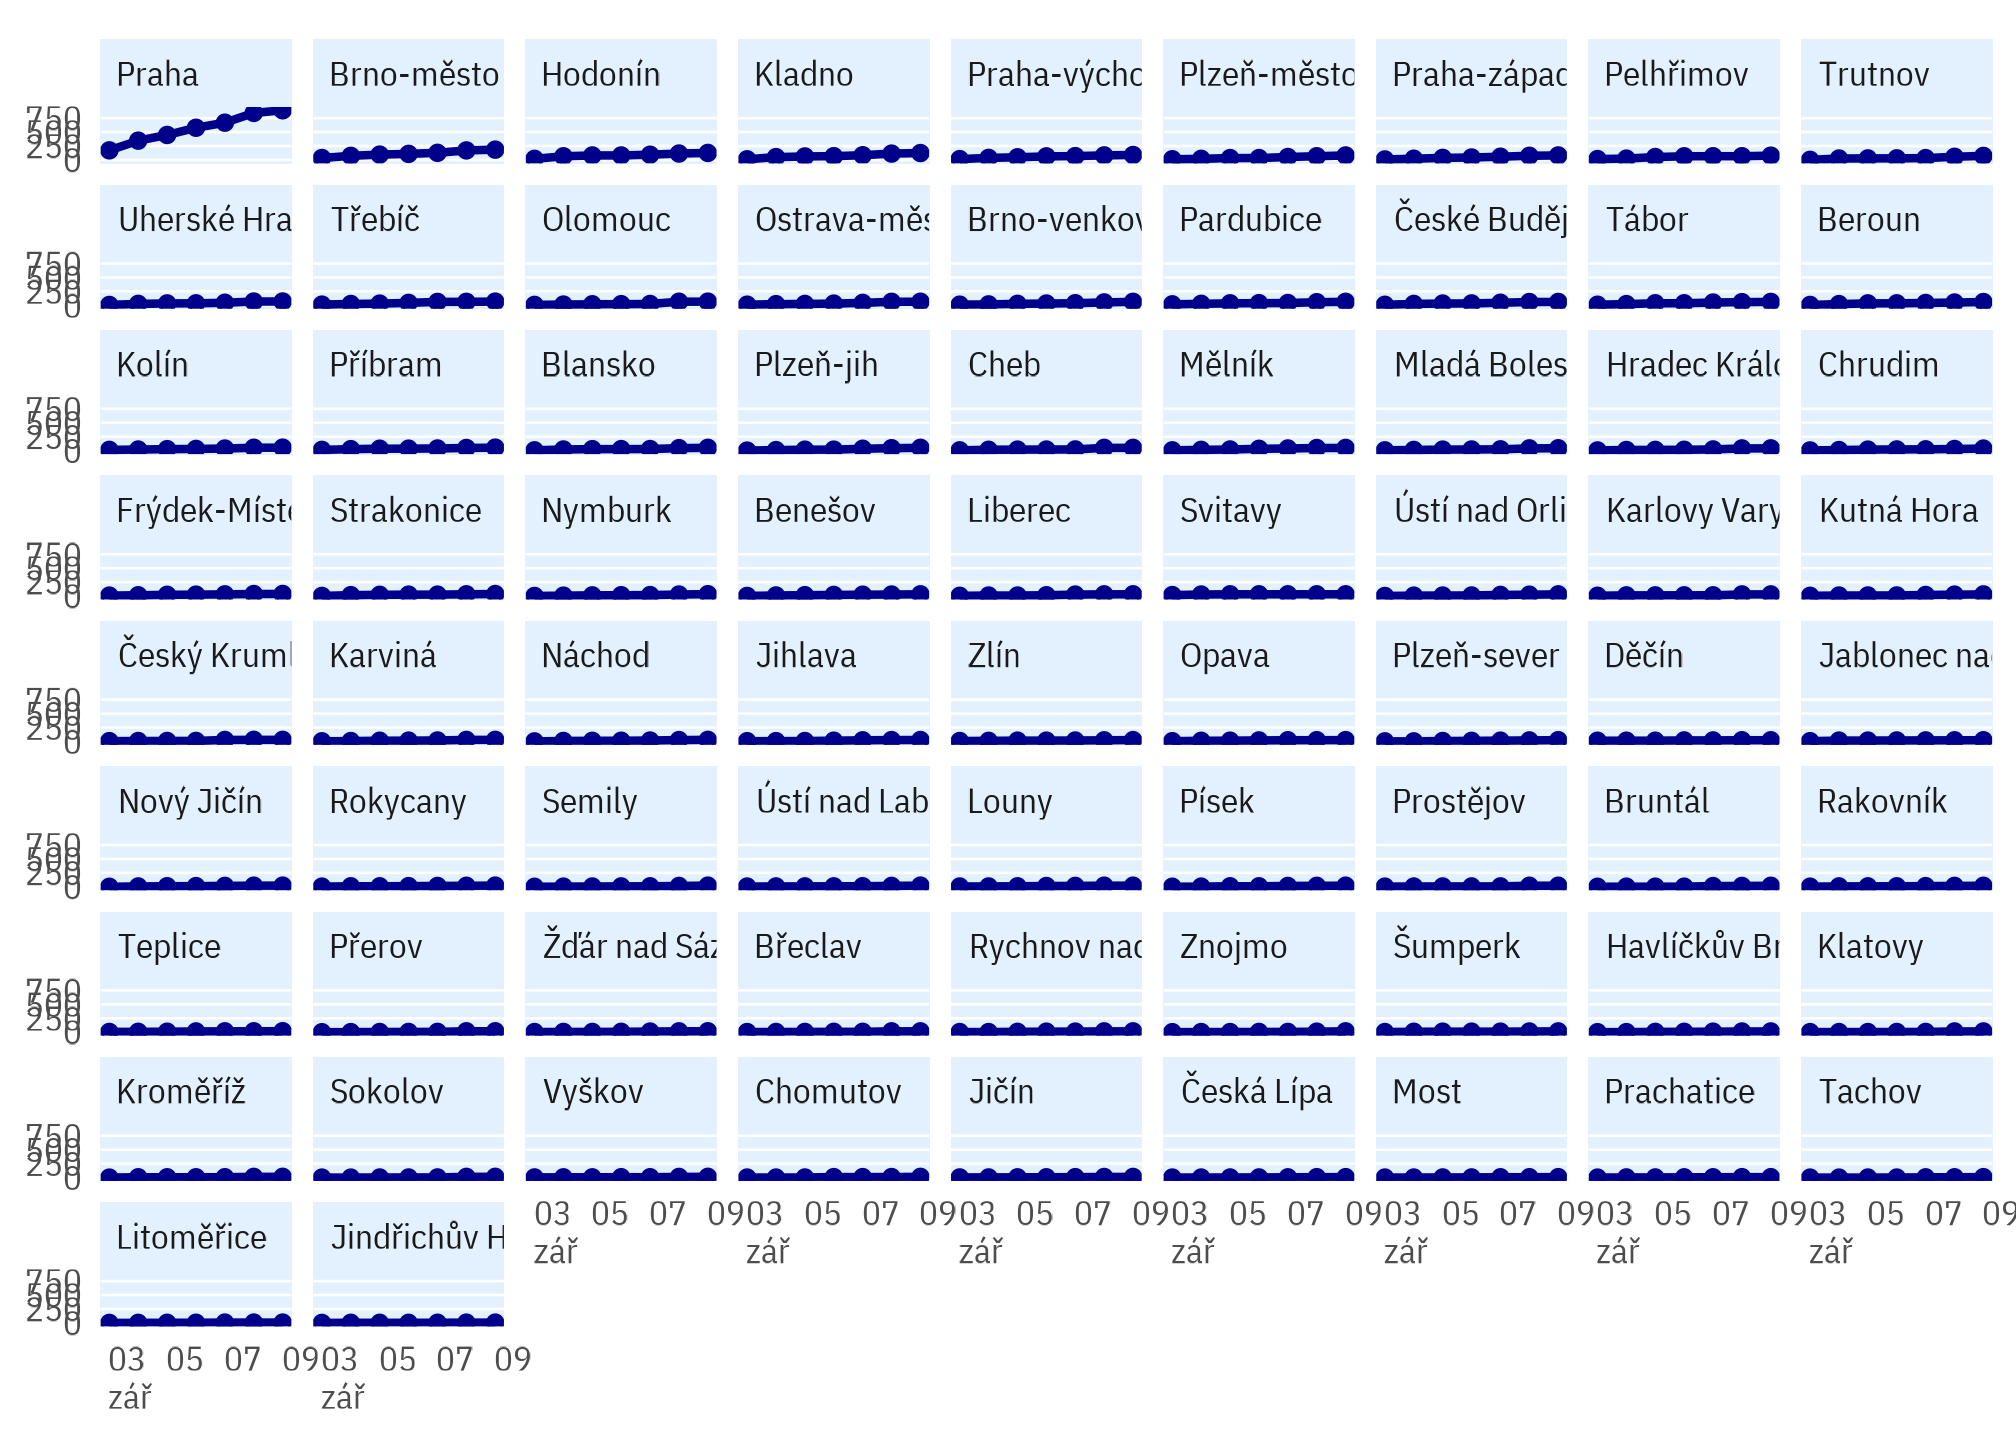 Praha Brno-město Hodonín Kladno Praha-výcho Plzeň-město Praha-západ Pelhřimov Trutnov
750
500
250
0
Uherské Hra Třebíč Olomouc Ostrava-měs Brno-venkov Pardubice České Buděj Tábor Beroun
750
500
250
0
Kolín Příbram Blansko Plzeň-jih Cheb Mělník Mladá Boles Hradec Králo Chrudim
750
500
250
0
Frýdek-Míste Strakonice Nymburk Benešov Liberec Svitavy Ústí nad Orli Karlovy Vary Kutná Hora
750
500
250
0
Český Kruml Karviná Náchod Jihlava Zlín Opava Plzeň-sever Děčín Jablonec nad
750
500
250
0
Nový Jičín Rokycany Semily Ústí nad Lab Louny Písek Prostějov Bruntál Rakovník
750
500
250
0
Teplice Přerov Žďár nad Sáz Břeclav Rychnov nad Znojmo Šumperk Havlíčkův Br Klatovy
750
500
250
0
Kroměříž Sokolov Vyškov Chomutov Jičín Česká Lípa Most Prachatice Tachov
750
500
250
0
03 05 07 09 03 05 07 09 03 05 07 09 03 05 07 09 03 05 07 09 03 05 07 09 03 05 07 09
zář zář zář zář zář zář zář
Litoměřice Jindřichův H
750
500
250
0
03 05 07 09 03 05 07 09
zář zář